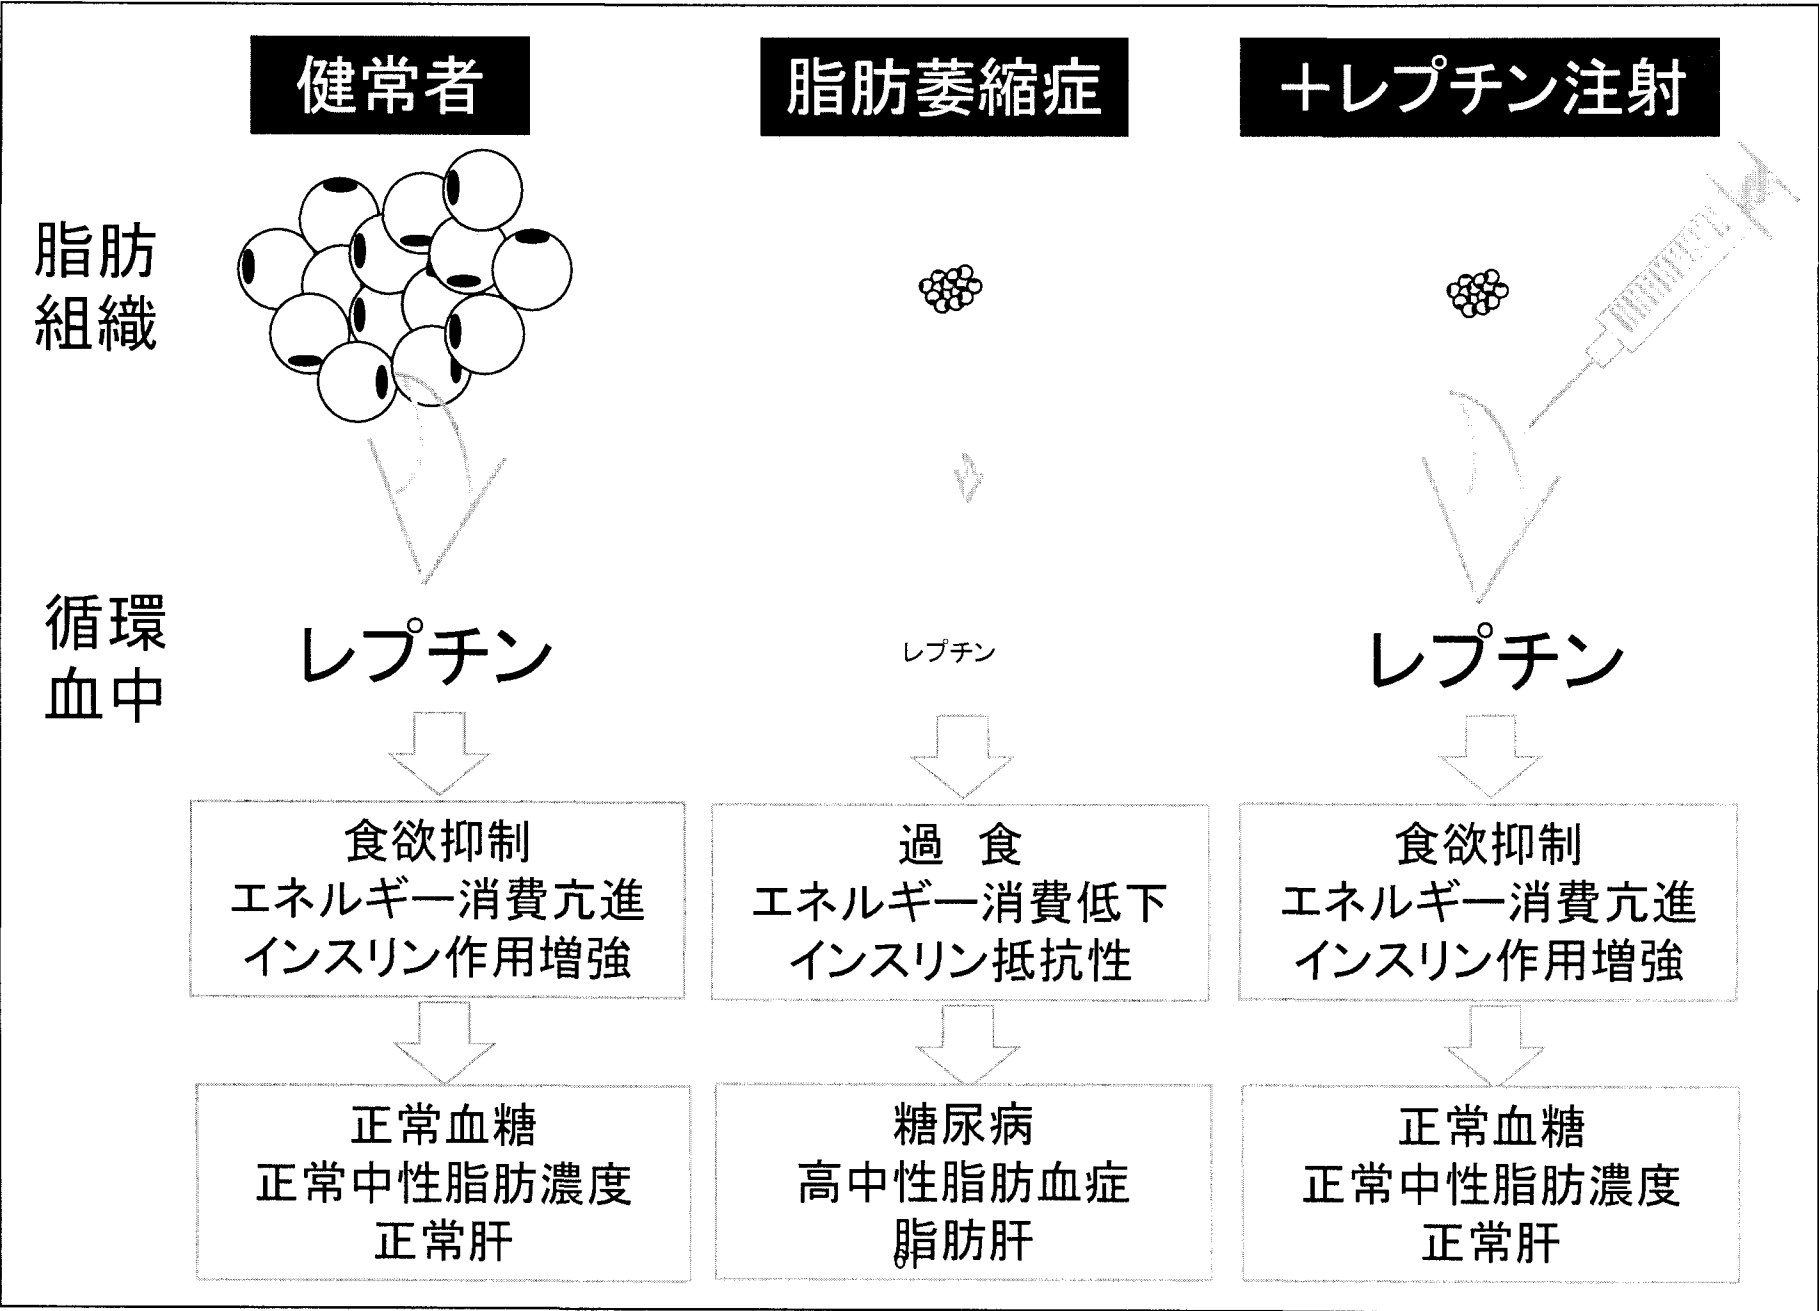 健常者
脂肪萎縮症
＋レプチン注射
脂肪
組織
循環
血中
レプチン
レプチン
レプチン
食欲抑制
エネルギー消費亢進
インスリン作用増強
過　食
エネルギー消費低下
インスリン抵抗性
食欲抑制
エネルギー消費亢進
インスリン作用増強
正常血糖
正常中性脂肪濃度
正常肝
糖尿病
高中性脂肪血症
脂肪肝
正常血糖
正常中性脂肪濃度
正常肝